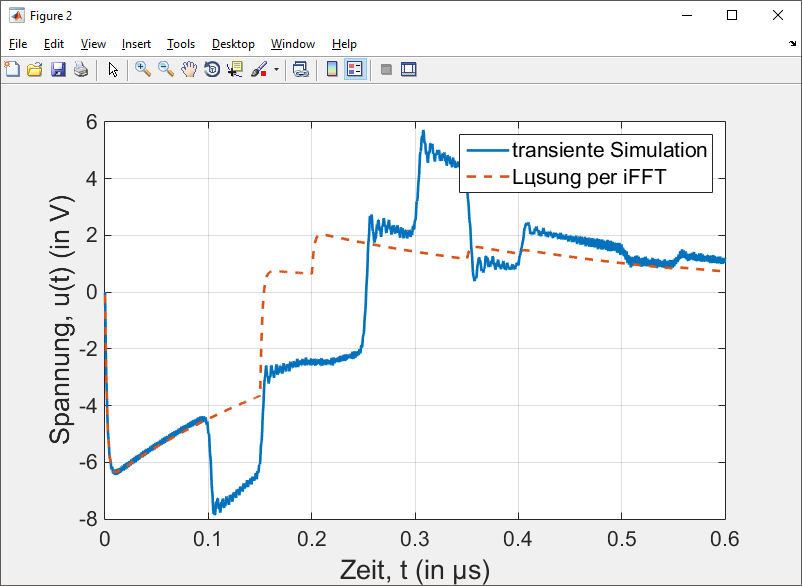 Figure 2
File Edit View Insert Tools Desktop Window Help
transiente Simulation
Lцsung per iFFT
6
4
2
0
-2
-4
-6
-8
Spannung, u(t) (in V)
0 0.1 0.2 0.3 0.4 0.5 0.6
Zeit, t (in µs)